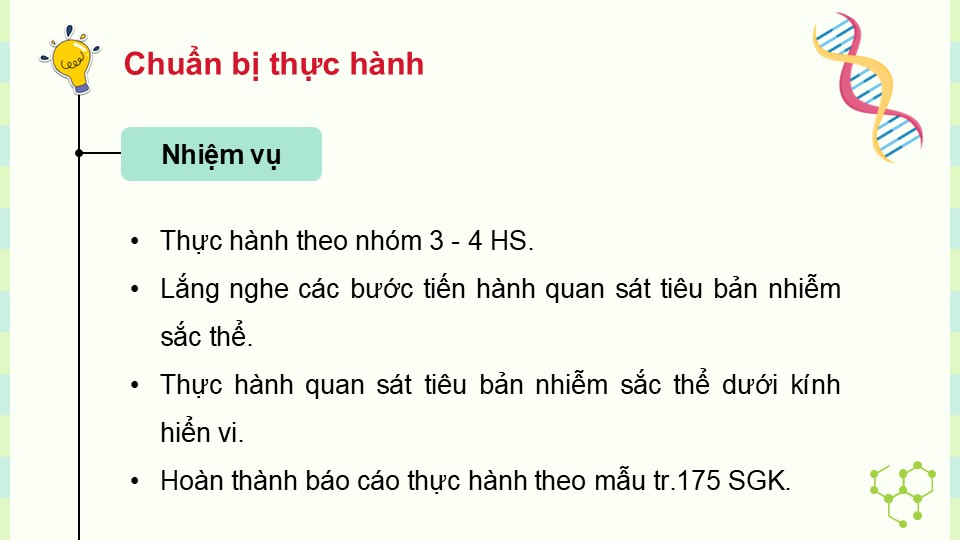 Chuẩn bị thực hành
Nhiệm vụ
• Thực hành theo nhóm 3 - 4 HS.
• Lắng nghe các bước tiến hành quan sát tiêu bản nhiễm
sắc thể.
• Thực hành quan sát tiêu bản nhiễm sắc thể dưới kính
hiển vi.
• Hoàn thành báo cáo thực hành theo mẫu tr.175 SGK.